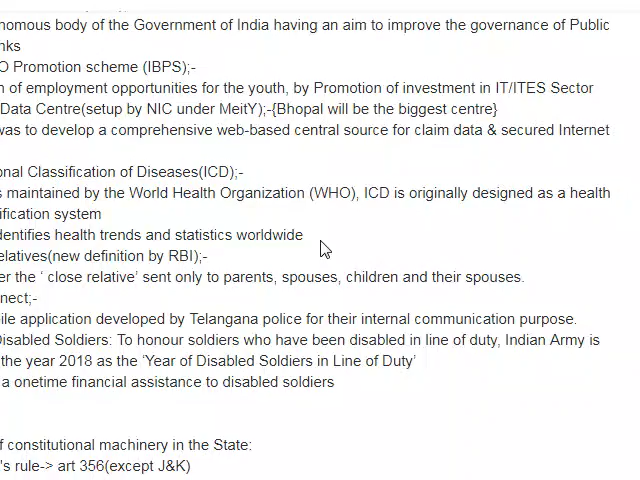 nomous body of the Government of India having an aim to improve the governance of Public
nks
O Promotion scheme (IBPS);-
n of employment opportunities for the youth, by Promotion of investment in IT/ITES Sector
Data Centre(setup by NIC under MeitY);-{Bhopal will be the biggest centre}
was to develop a comprehensive web-based central source for claim data & secured Internet
onal Classification of Diseases(ICD);-
s maintained by the World Health Organization (WHO), ICD is originally designed as a health
ification system
dentifies health trends and statistics worldwide
elatives(new definition by RBI);-
er the ‘ close relative’ sent only to parents, spouses, children and their spouses.
nect;-
ile application developed by Telangana police for their internal communication purpose.
Disabled Soldiers: To honour soldiers who have been disabled in line of duty, Indian Army is
the year 2018 as the ‘Year of Disabled Soldiers in Line of Duty’
a onetime financial assistance to disabled soldiers
f constitutional machinery in the State:
's rule-> art 356(except J&K)